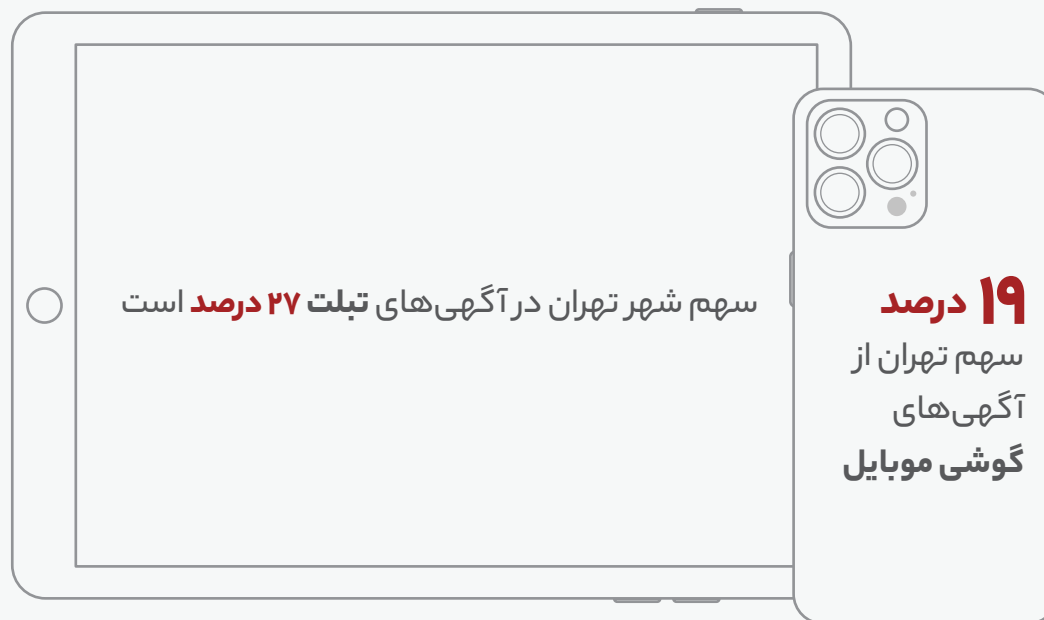 سهم شهر تهران در آگهی‌های تبلت ۲۷ درصد است
۱۹ درصد
سهم تهران از
آگهی‌های
گوشی موبایل